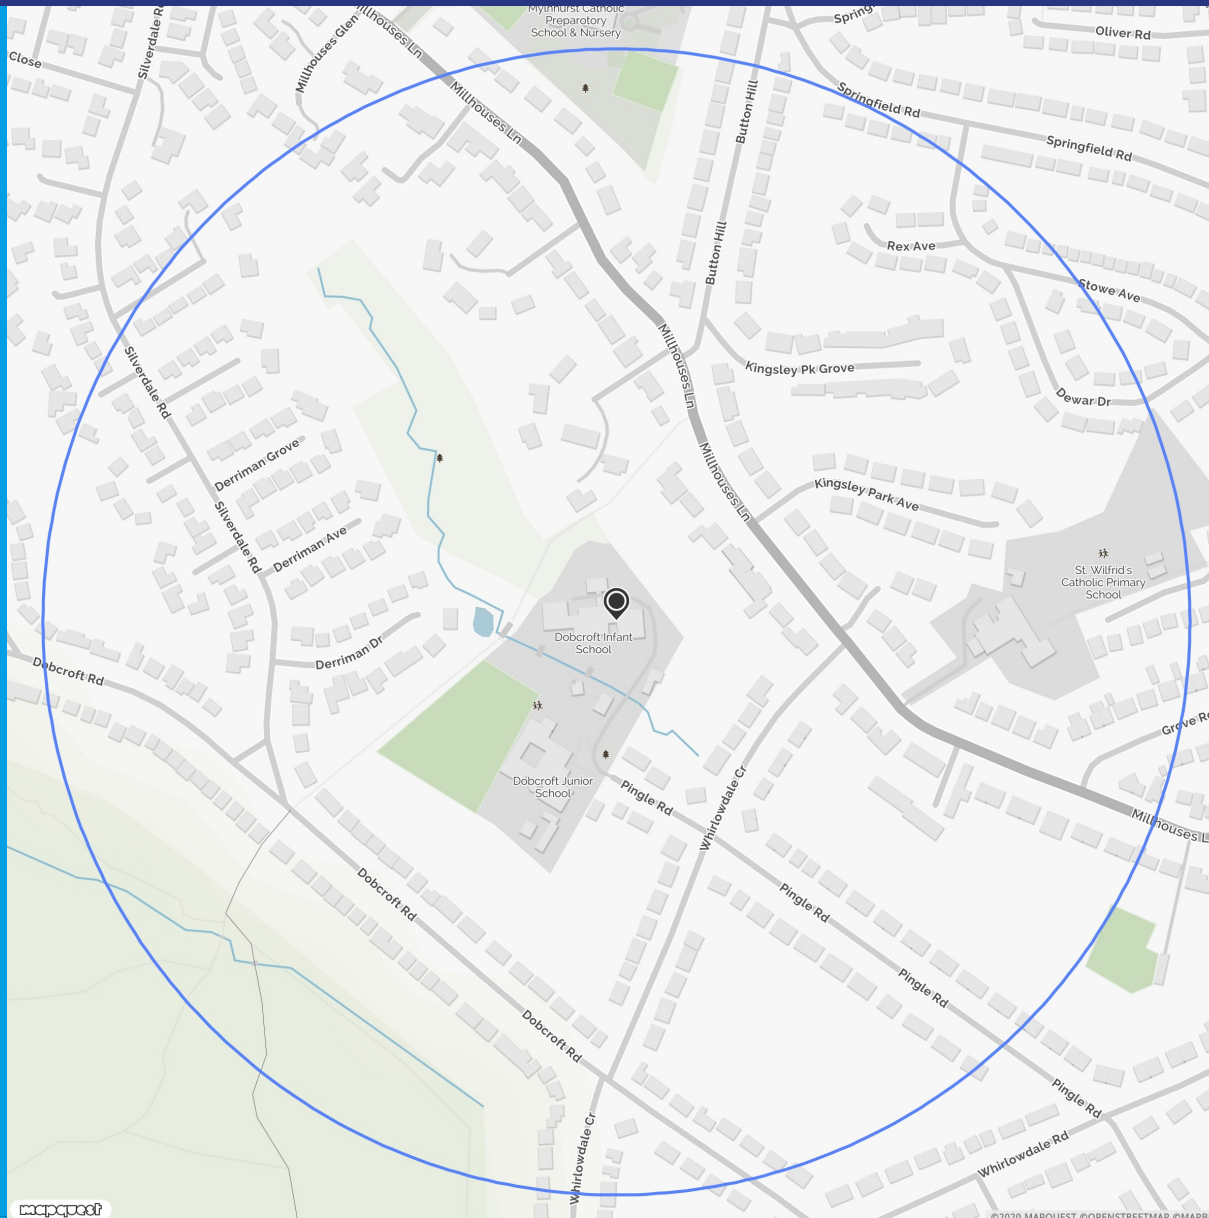 Mylnhurst Catholic
Preparotory
School & Nursery
Millhouses Ln
Silverdale Rd
Close
Millhouses Glen
Spring
Oliver Rd
Millhouses Ln
Button Hill
Springfield Rd
Springfield Rd
Button Hill
Rex Ave
Stowe Ave
Silverdale Rd
Millhouses Ln
Kingsley Pk Grove
Dewar Dr
Derriman Grove
Millhouses Ln
Kingsley Park Ave
Silverdale Rd
Derriman Ave
St. Wilfrid's
Catholic Primary
School
Dobcroft Infant
School
Derriman Dr
Dobcroft Rd
Grove Rd
Dobcroft Junior
School
Pingle Rd
Whirlowdale Cr
Millhouses L
Dobcroft Rd
Pingle Rd
Pingle Rd
Dobcroft Rd
Pingle Rd
Whirlowdale Cr
Whirlowdale Rd
mapquest
©2020 MAPQUEST ©OPENSTREETMAP ©MAPB